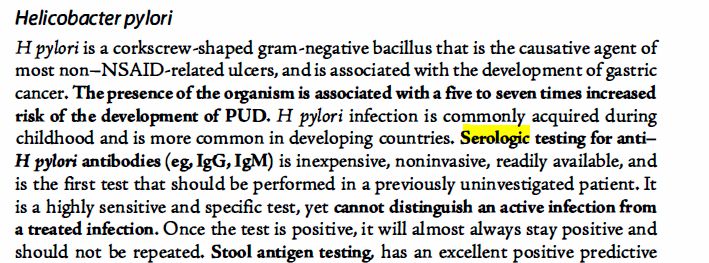 Helicobacter pylori
H pylori is a corkscrew-shaped gram-negative bacillus that is the causative agent of
most non–NSAID-related ulcers, and is associated with the development of gastric
cancer. The presence of the organism is associated with a five to seven times increased
risk of the development of PUD. H pylori infection is commonly acquired during
childhood and is more common in developing countries. Serologic testing for anti–
H pylori antibodies (eg, IgG, IgM) is inexpensive, noninvasive, readily available, and
is the first test that should be performed in a previously uninvestigated patient. It
is a highly sensitive and specific test, yet cannot distinguish an active infection from
a treated infection. Once the test is positive, it will almost always stay positive and
should not be repeated. Stool antigen testing, has an excellent positive predictive